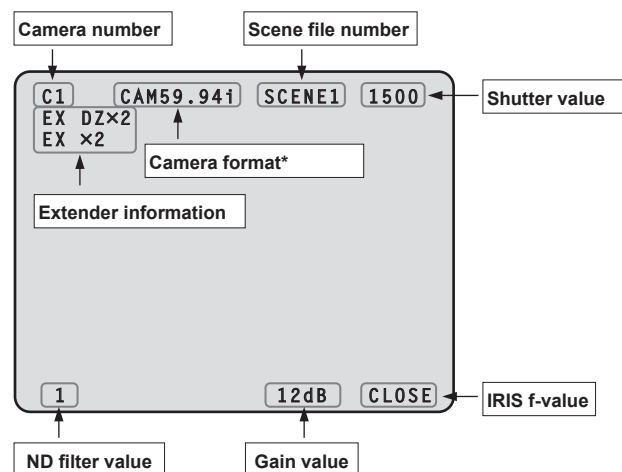 Camera number
Scene file number
C1 CAM59.94i SCENE1 1500
Shutter value
EX DZ×2
EX ×2
Camera format*
Extender information
1 12dB CLOSE
IRIS f-value
ND filter value
Gain value